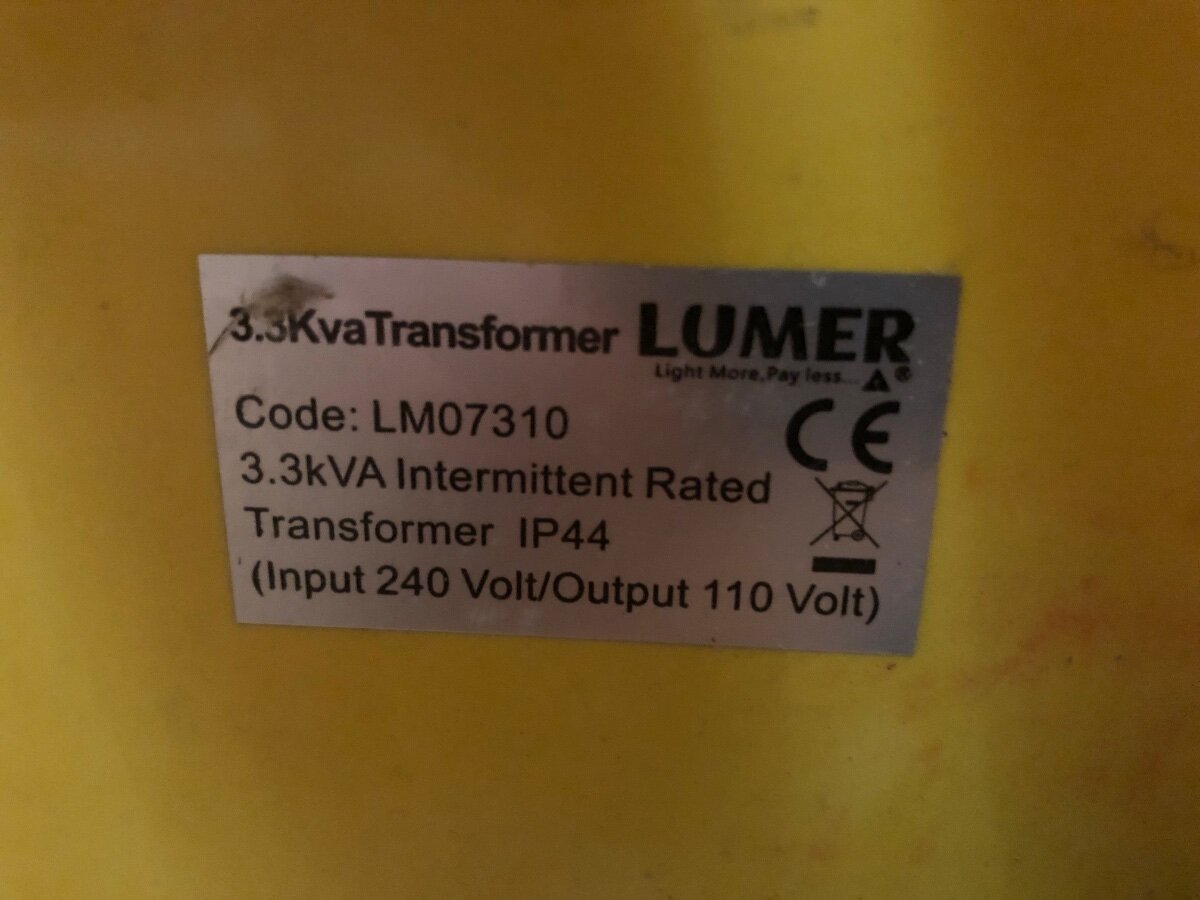 3.3KvaTransformer LUMER
Light More,Pay less... ®
Code: LM07310
CE
3.3kVA Intermittent Rated
Transformer IP44
(Input 240 Volt/Output 110 Volt)